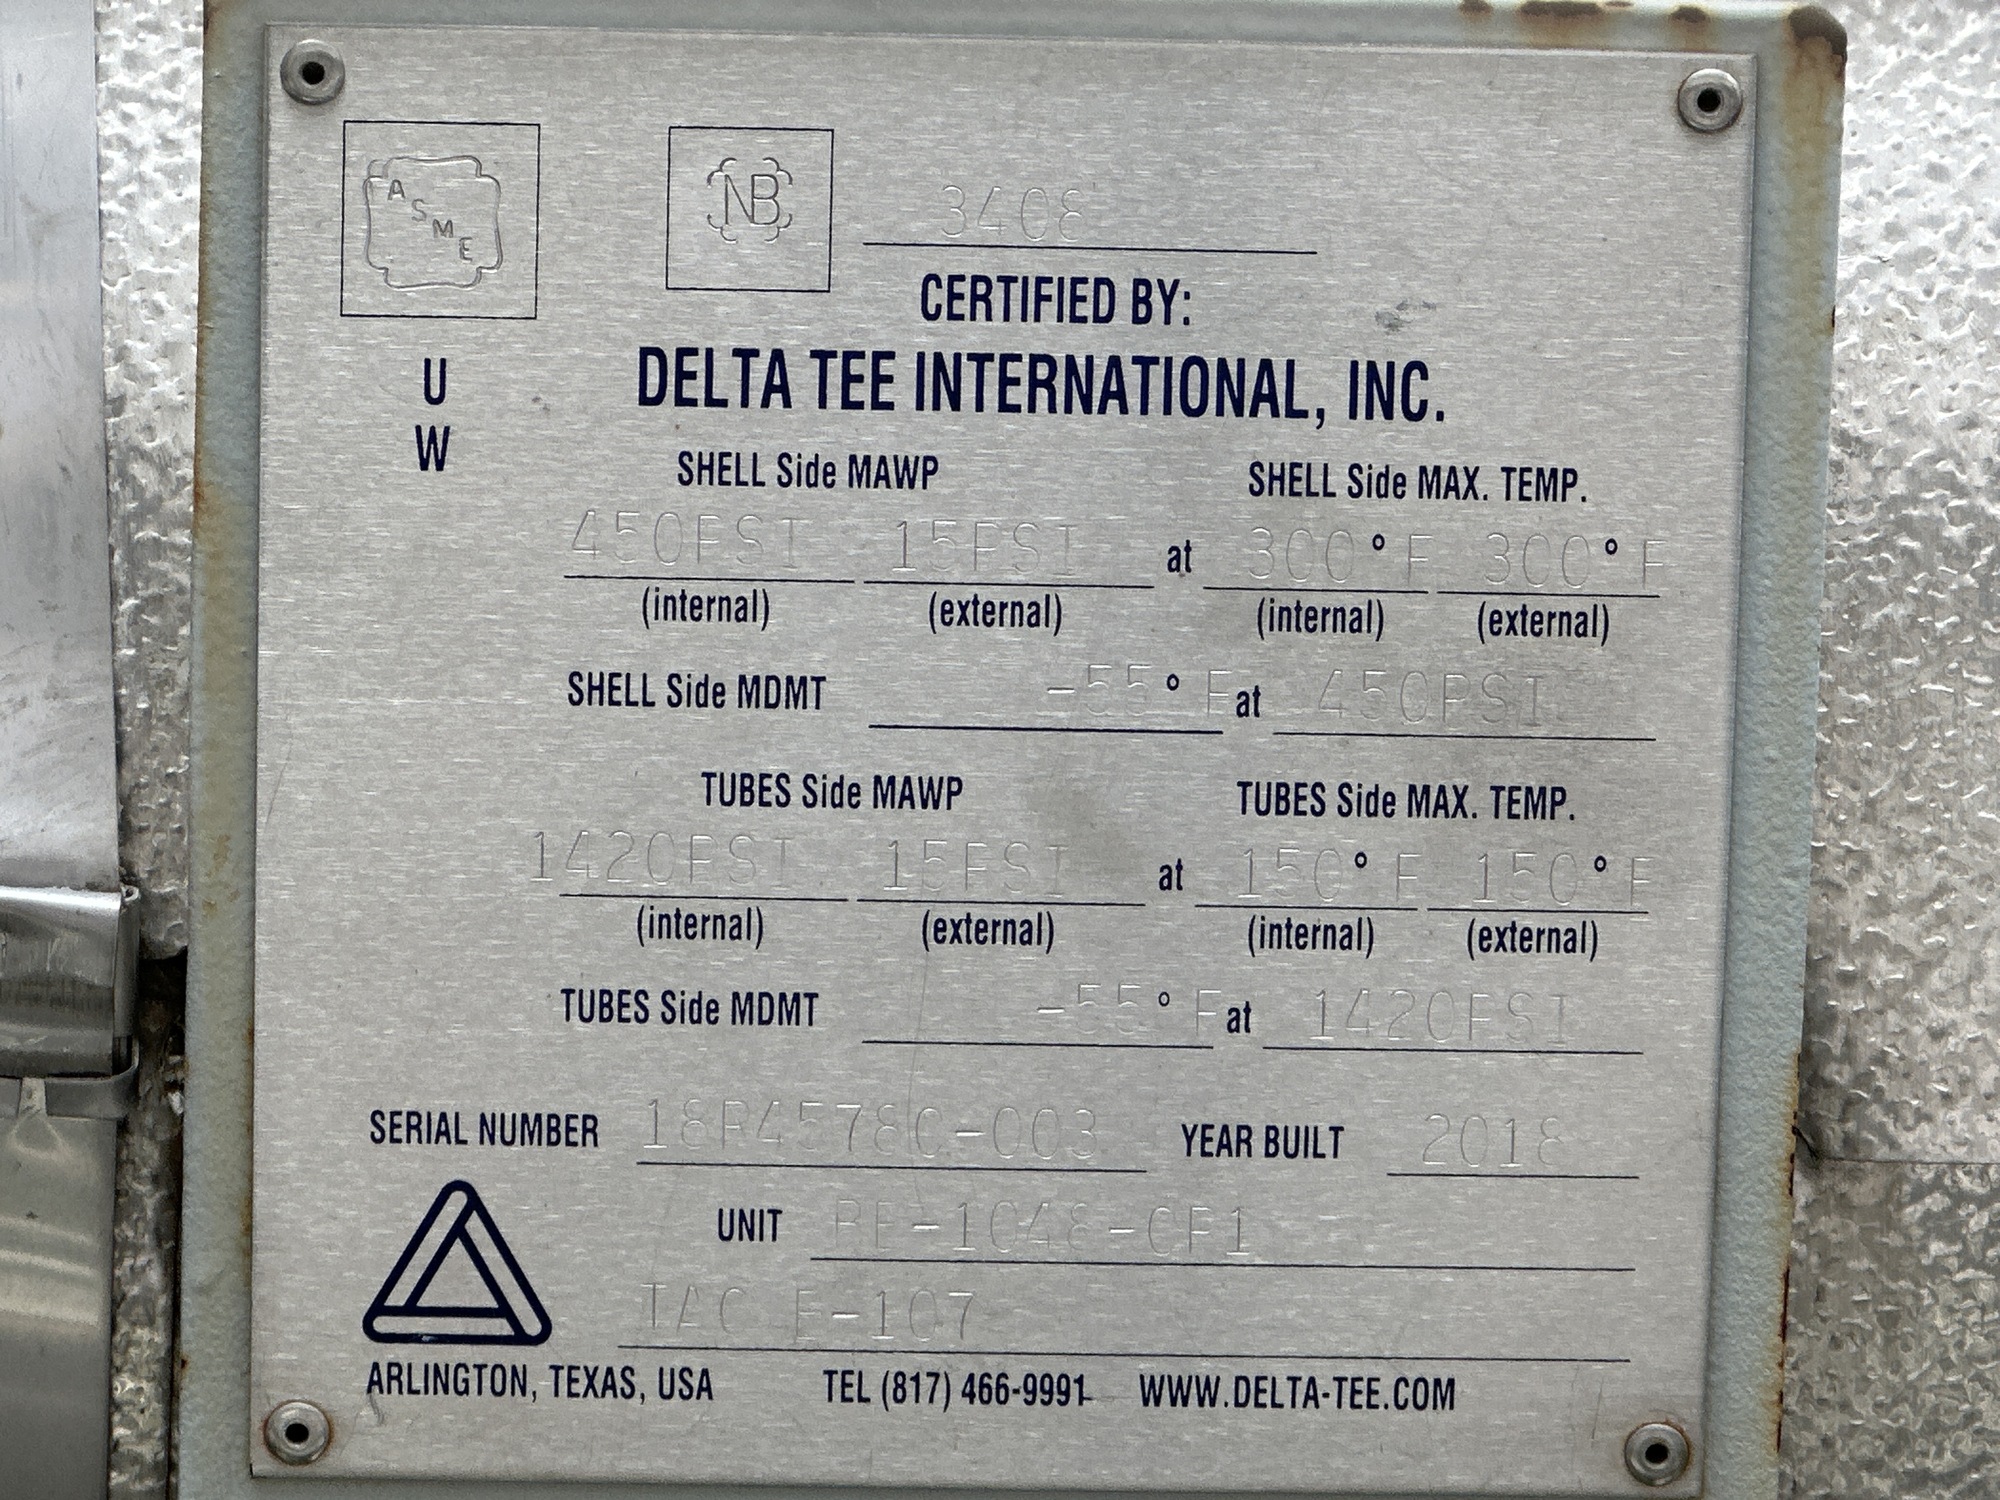 ASME
NB 3408
CERTIFIED BY:
U DELTA TEE INTERNATIONAL, INC.
W
SHELL Side MAWP SHELL Side MAX. TEMP.
450PSI 15PSI at 300° F 300° F
(internal) (external) (internal) (external)
SHELL Side MDMT -55° F at 450PSI
TUBES Side MAWP TUBES Side MAX. TEMP.
1420PSI 15PSI at 150° F 150° F
(internal) (external) (internal) (external)
TUBES Side MDMT -55° F at 1420PSI
SERIAL NUMBER YEAR BUILT 2018
UNIT
E-107
ARLINGTON, TEXAS, USA TEL (817) 466-9991 WWW.DELTA-TEE.COM